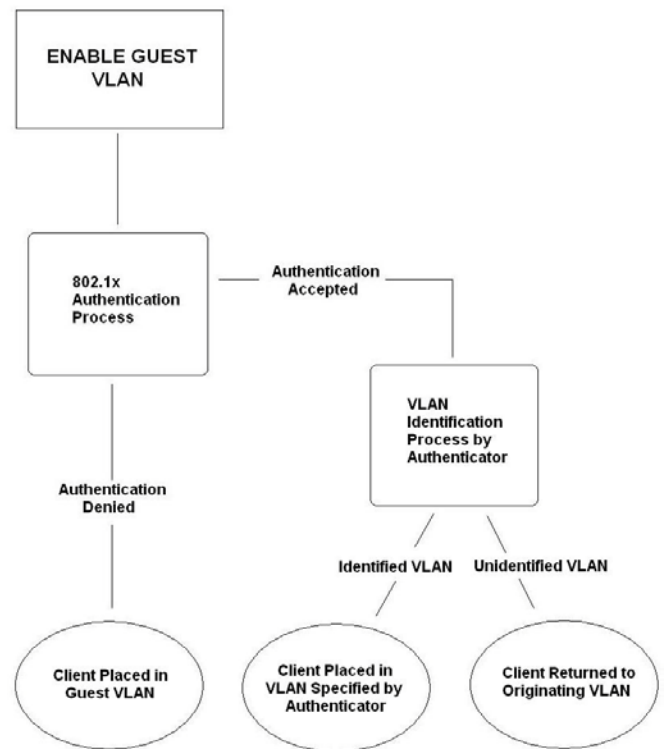 ENABLE GUEST
VLAN
802.1x
Authentication
Process
Authentication
Accepted
VLAN
Identification
Process by
Authenticator
Authentication
Denied
Identified VLAN
Unidentified VLAN
Client Placed in
Guest VLAN
Client Placed in
VLAN Specified by
Authenticator
Client Returned to
Originating VLAN